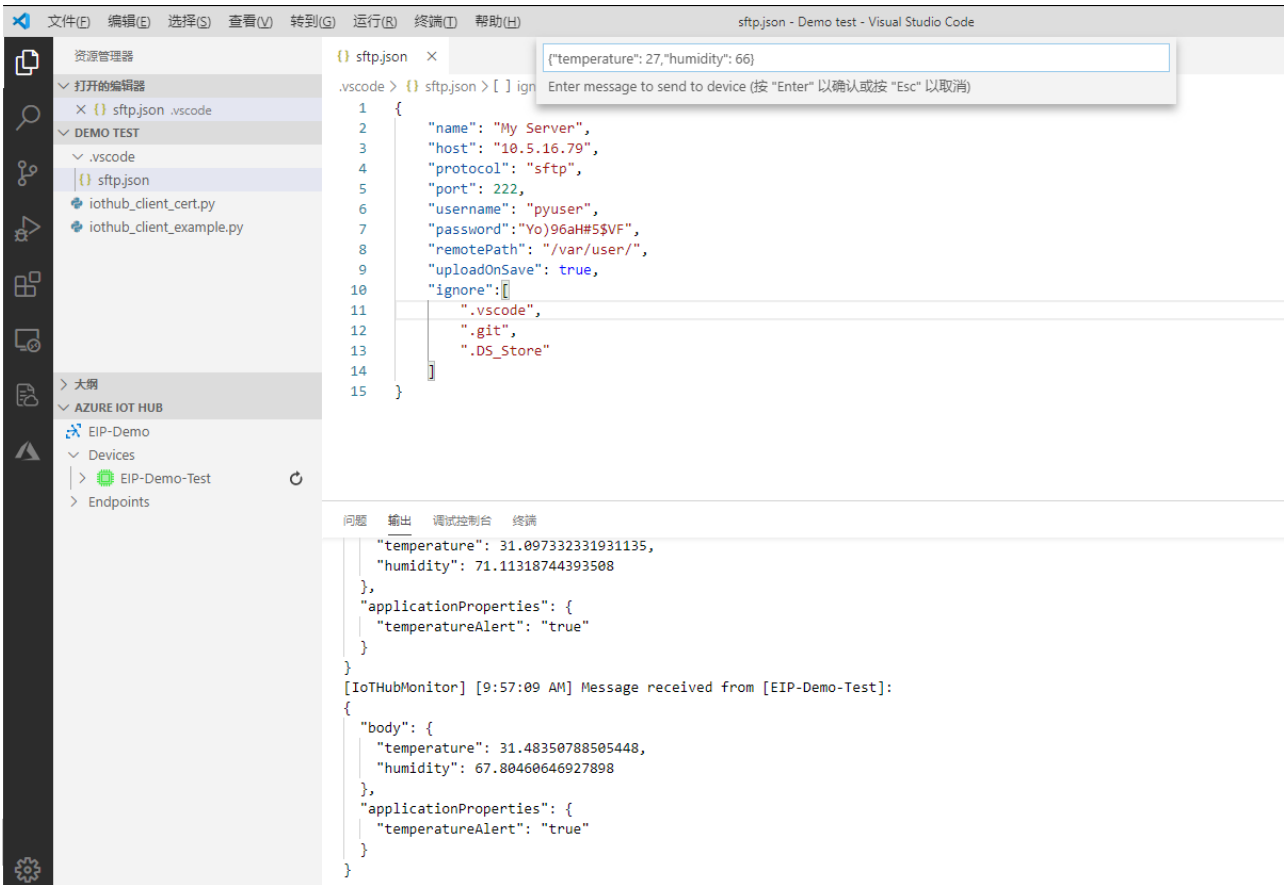 文件(F) 编辑(E) 选择(S) 查看(V) 转到(G) 运行(R) 终端(T) 帮助(H) sftp.json - Demo test - Visual Studio Code
资源管理器
打开的编辑器
{} sftp.json .vscode
DEMO TEST
.vscode
{} sftp.json
iothub_client_cert.py
iothub_client_example.py
大纲
AZURE IOT HUB
EIP-Demo
Devices
EIP-Demo-Test
Endpoints
{} sftp.json
{"temperature": 27,"humidity": 66}
Enter message to send to device (按 "Enter" 以确认或按 "Esc" 以取消)
.vscode > {} sftp.json > [ ] ign
1 {
2 "name": "My Server",
3 "host": "10.5.16.79",
4 "protocol": "sftp",
5 "port": 222,
6 "username": "pyuser",
7 "password":"Yo)96aH#5$VF",
8 "remotePath": "/var/user/",
9 "uploadOnSave": true,
10 "ignore":[
11 ".vscode",
12 ".git",
13 ".DS_Store"
14 ]
15 }
问题 输出 调试控制台 终端
"temperature": 31.097332331931135,
"humidity": 71.11318744393508
},
"applicationProperties": {
"temperatureAlert": "true"
}
}
[IoTHubMonitor] [9:57:09 AM] Message received from [EIP-Demo-Test]:
{
"body": {
"temperature": 31.48350788505448,
"humidity": 67.80460646927898
},
"applicationProperties": {
"temperatureAlert": "true"
}
}